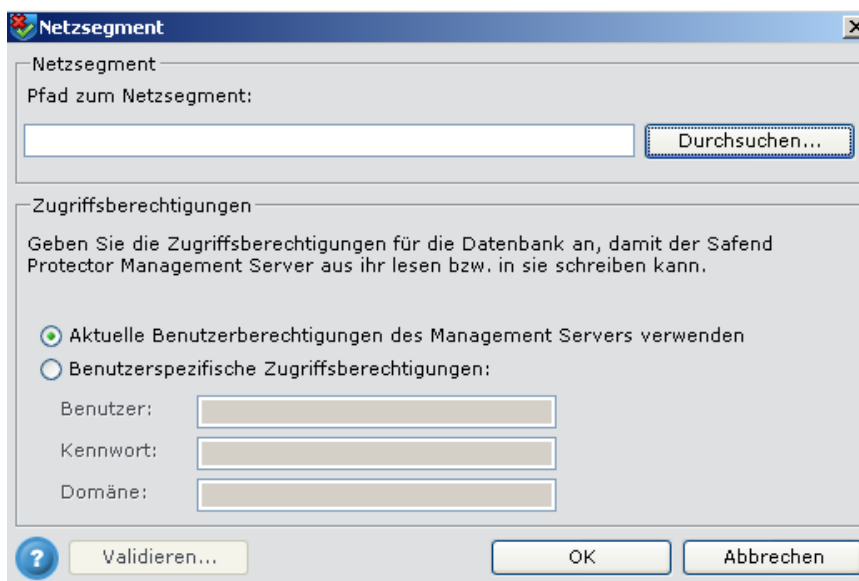 Netzsegment
Netzsegment
Pfad zum Netzsegment:
Durchsuchen...
Zugriffsberechtigungen
Geben Sie die Zugriffsberechtigungen für die Datenbank an, damit der Safend
Protector Management Server aus ihr lesen bzw. in sie schreiben kann.
Aktuelle Benutzerberechtigungen des Management Servers verwenden
Benutzerspezifische Zugriffsberechtigungen:
Benutzer:
Kennwort:
Domäne:
? Validieren... OK Abbrechen